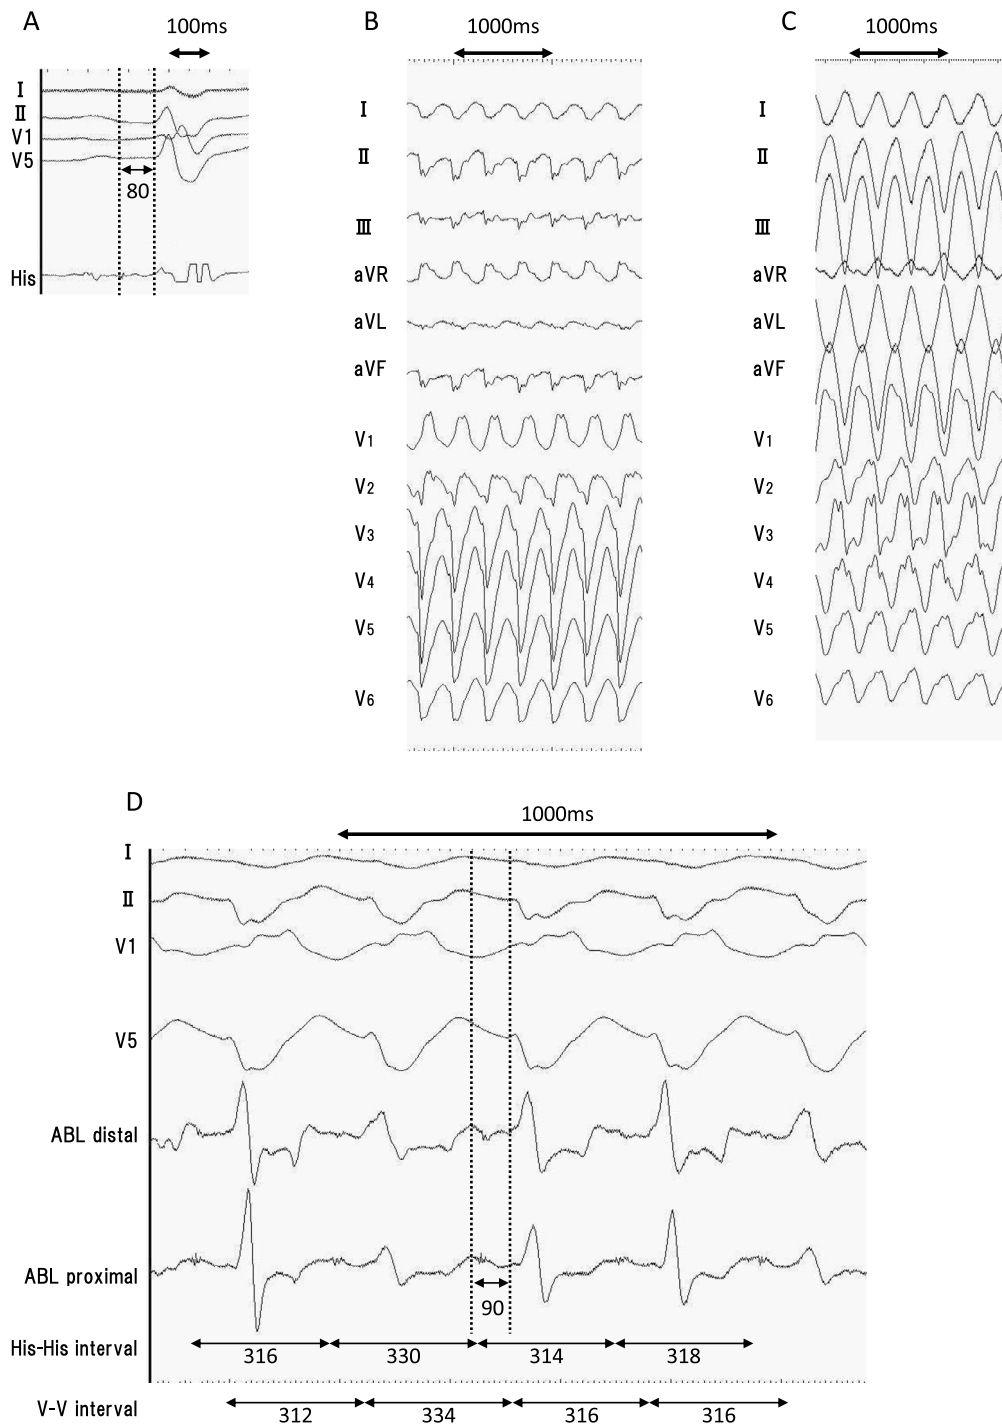 A
100ms
I
II
V1
V5
80
His
B
1000ms
I
II
III
aVR
aVL
aVF
V1
V2
V3
V4
V5
V6
C
1000ms
I
II
III
aVR
aVL
aVF
V1
V2
V3
V4
V5
V6
D
1000ms
I
II
V1
V5
ABL distal
ABL proximal
90
His-His interval 316 330 314 318
V-V interval 312 334 316 316